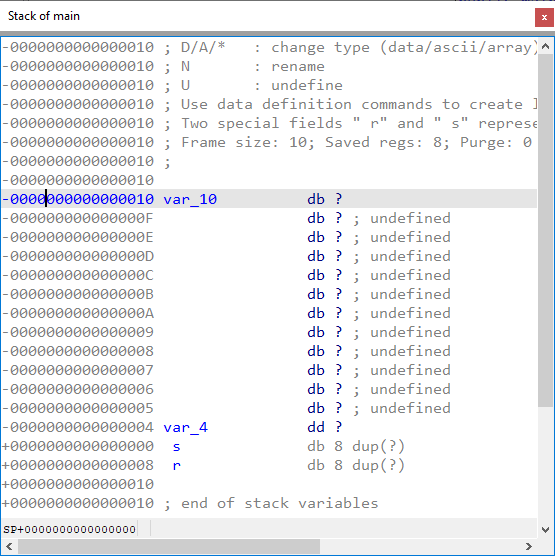 Stack of main
x
-0000000000000010 ; D/A/*   : change type (data/ascii/array)
-0000000000000010 ; N       : rename
-0000000000000010 ; U       : undefine
-0000000000000010 ; Use data definition commands to create l
-0000000000000010 ; Two special fields " r" and " s" represe
-0000000000000010 ; Frame size: 10; Saved regs: 8; Purge: 0
-0000000000000010 ;
-0000000000000010
-0000000000000010 var_10          db ?
-000000000000000F                 db ? ; undefined
-000000000000000E                 db ? ; undefined
-000000000000000D                 db ? ; undefined
-000000000000000C                 db ? ; undefined
-000000000000000B                 db ? ; undefined
-000000000000000A                 db ? ; undefined
-0000000000000009                 db ? ; undefined
-0000000000000008                 db ? ; undefined
-0000000000000007                 db ? ; undefined
-0000000000000006                 db ? ; undefined
-0000000000000005                 db ? ; undefined
-0000000000000004 var_4           dd ?
+0000000000000000  s              db 8 dup(?)
+0000000000000008  r              db 8 dup(?)
+0000000000000010
+0000000000000010 ; end of stack variables
SP+0000000000000000